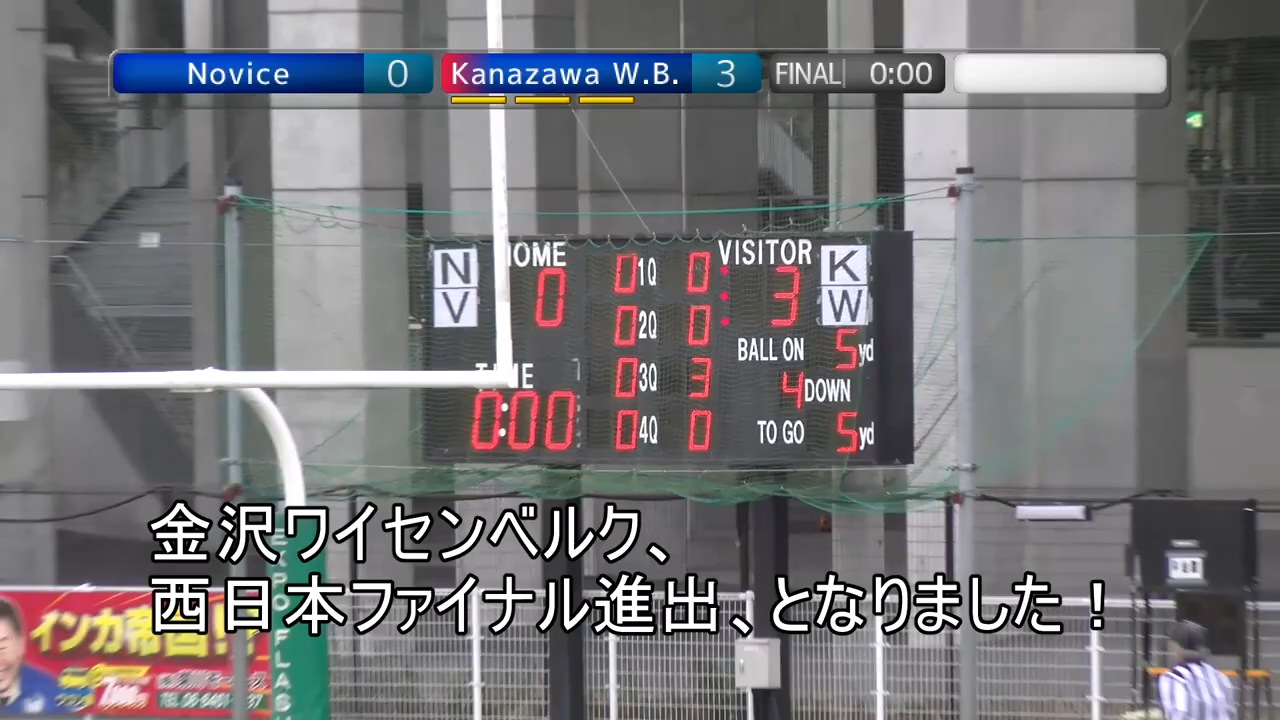 Novice 0 Kanazawa W.B. 3 FINAL 0:00
HOME VISITOR
N V 0 0 1Q 0 3 K W
0 2Q 0
BALL ON 5 yd
TIME 0 3Q 3 4 DOWN
0:00 0 4Q 0 TO GO 5 yd
金沢ワイセンベルク、
西日本ファイナル進出、となりました！
インカ帝国!!
EXPO FLASH